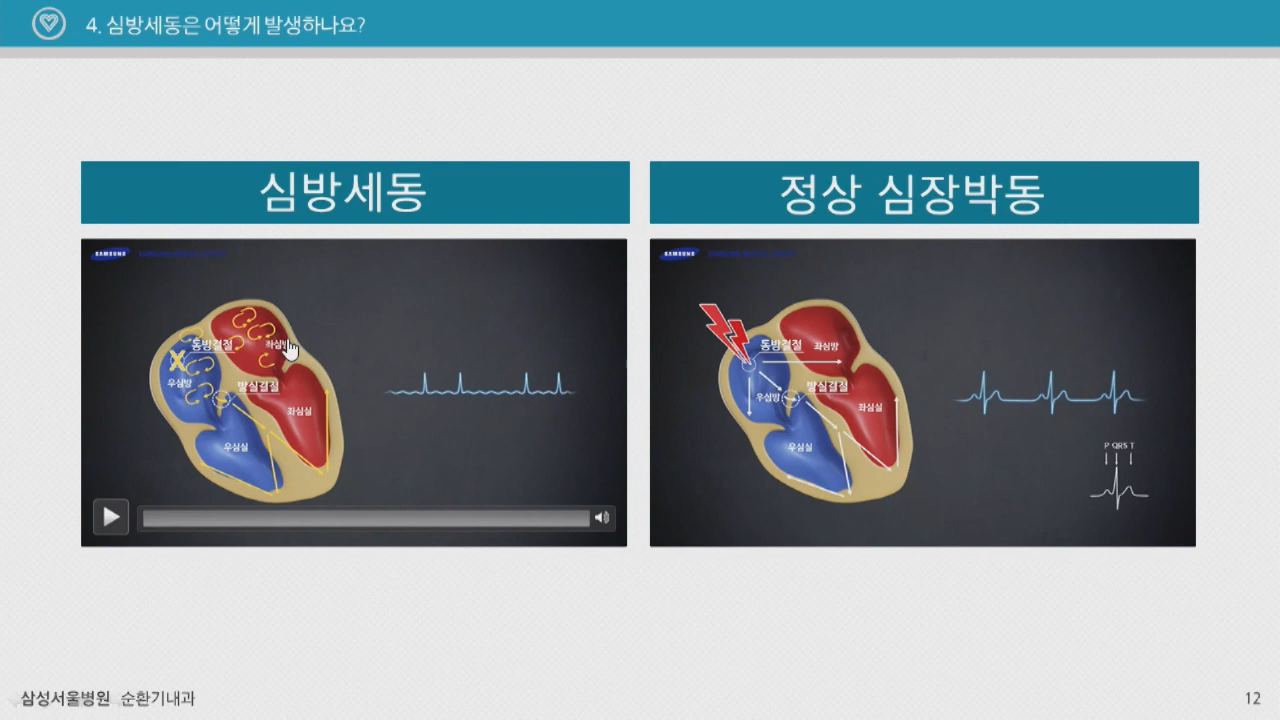 4. 심방세동은 어떻게 발생하나요?
심방세동
정상 심장박동
SAMSUNG
동방결절
우심방
방실결절
좌심실
우심실
SAMSUNG
동방결절
좌심방
방실결절
우심방
좌심실
우심실
P QRS T
삼성서울병원 순환기내과
12